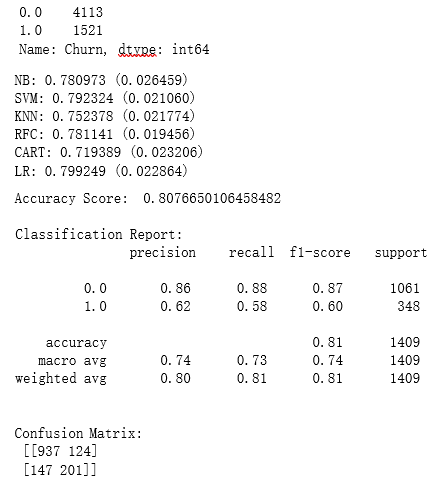 0.0 4113
1.0 1521
Name: Churn, dtype: int64
NB: 0.780973 (0.026459)
SVM: 0.792324 (0.021060)
KNN: 0.752378 (0.021774)
RFC: 0.781141 (0.019456)
CART: 0.719389 (0.023206)
LR: 0.799249 (0.022864)
Accuracy Score: 0.8076650106458482
Classification Report:
precision recall f1-score support
0.0 0.86 0.88 0.87 1061
1.0 0.62 0.58 0.60 348
accuracy 0.81 1409
macro avg 0.74 0.73 0.74 1409
weighted avg 0.80 0.81 0.81 1409
Confusion Matrix:
[[937 124]
[147 201]]